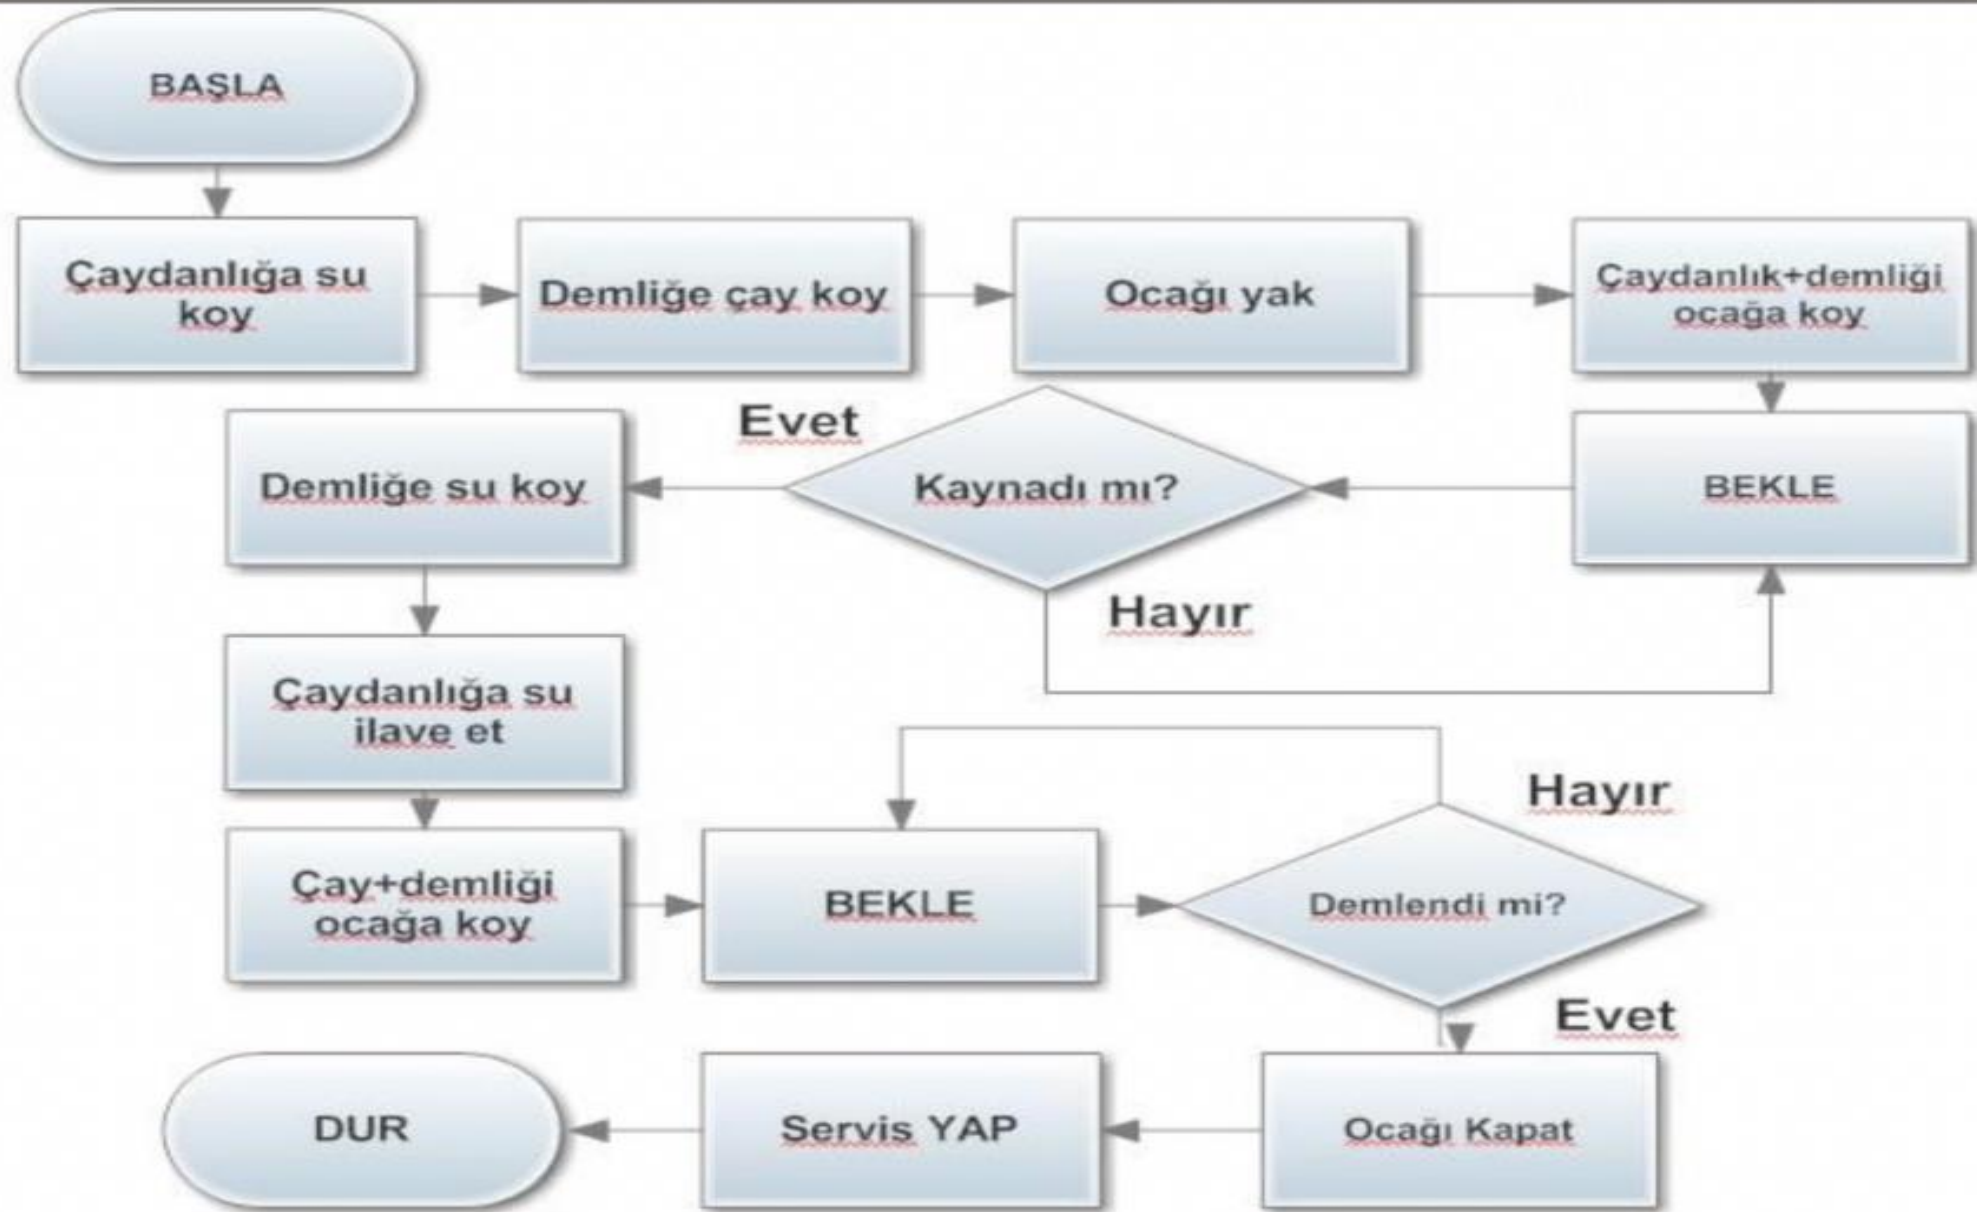 BAŞLA
Çaydanlığa su
koy
Demliğe çay koy
Ocağı yak
Çaydanlık+demliği
ocağa koy
BEKLE
Kaynadı mı?
Evet
Hayır
Demliğe su koy
Çaydanlığa su
ilave et
Çay+demliği
ocağa koy
BEKLE
Demlendi mi?
Hayır
Evet
Ocağı Kapat
Servis YAP
DUR